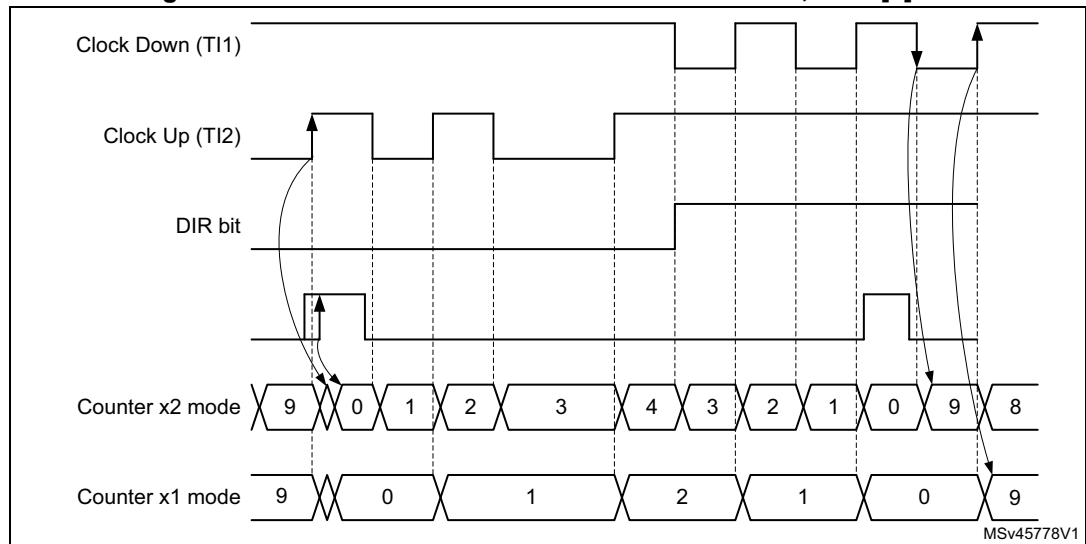 Clock Down (TI1)
Clock Up (TI2)
DIR bit
Counter x2 mode 9 0 1 2 3 4 3 2 1 0 9 8
Counter x1 mode 9 0 1 2 1 0 9
MSv45778V1